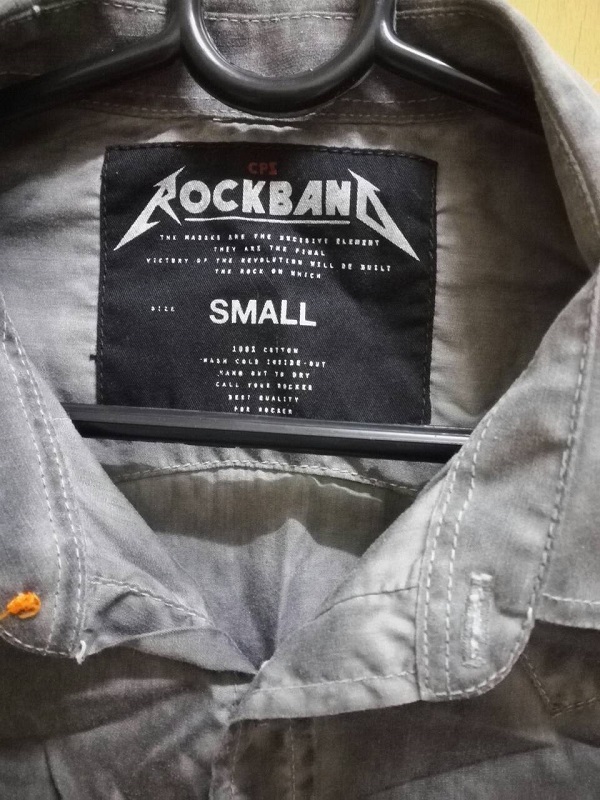 CPX
ROCKBAND
THE MASSES ARE THE DECISIVE ELEMENT
THEY ARE THE FINAL
VICTORY OF THE REVOLUTION WILL BE BUILT
THE ROCK ON WHICH
SIZE SMALL
100% COTTON
WASH COLD INSIDE-OUT
HANG OUT TO DRY
CALL YOUR ROCKER
BEST QUALITY
FOR ROCKER